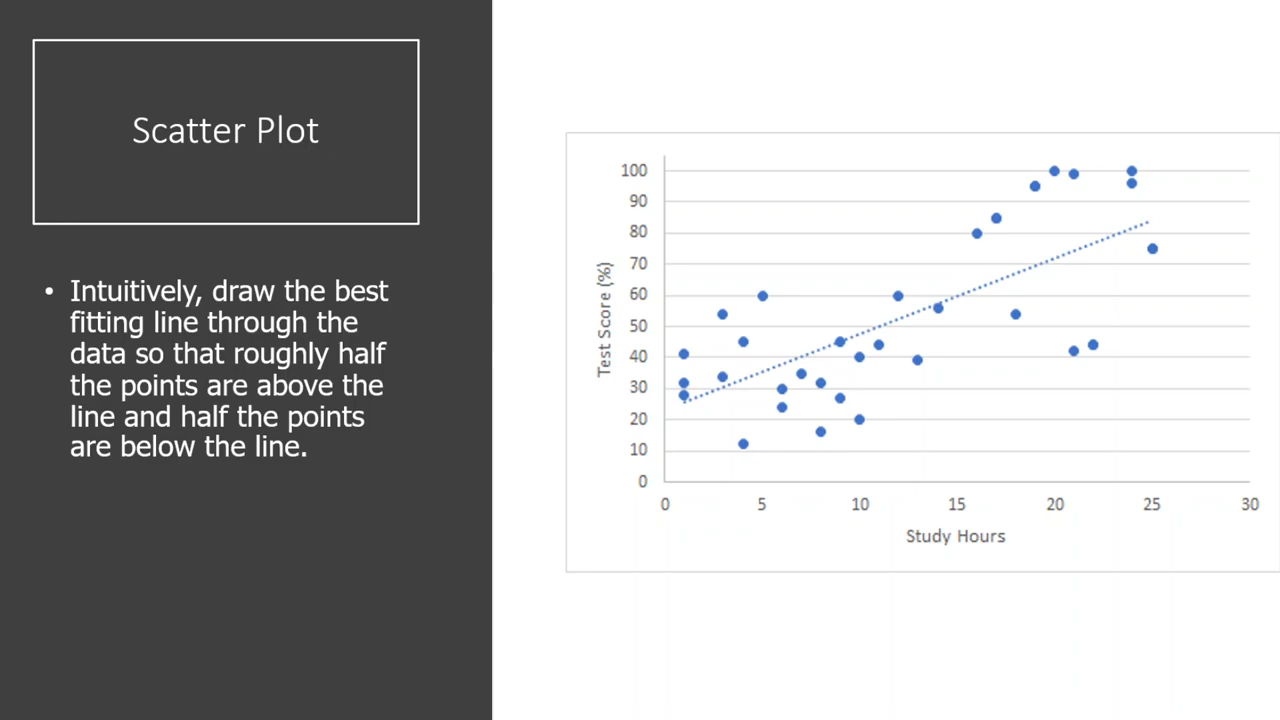 Scatter Plot
• Intuitively, draw the best
fitting line through the
data so that roughly half
the points are above the
line and half the points
are below the line.
100
90
80
70
60
50
40
30
20
10
0
Test Score (%)
0 5 10 15 20 25 30
Study Hours